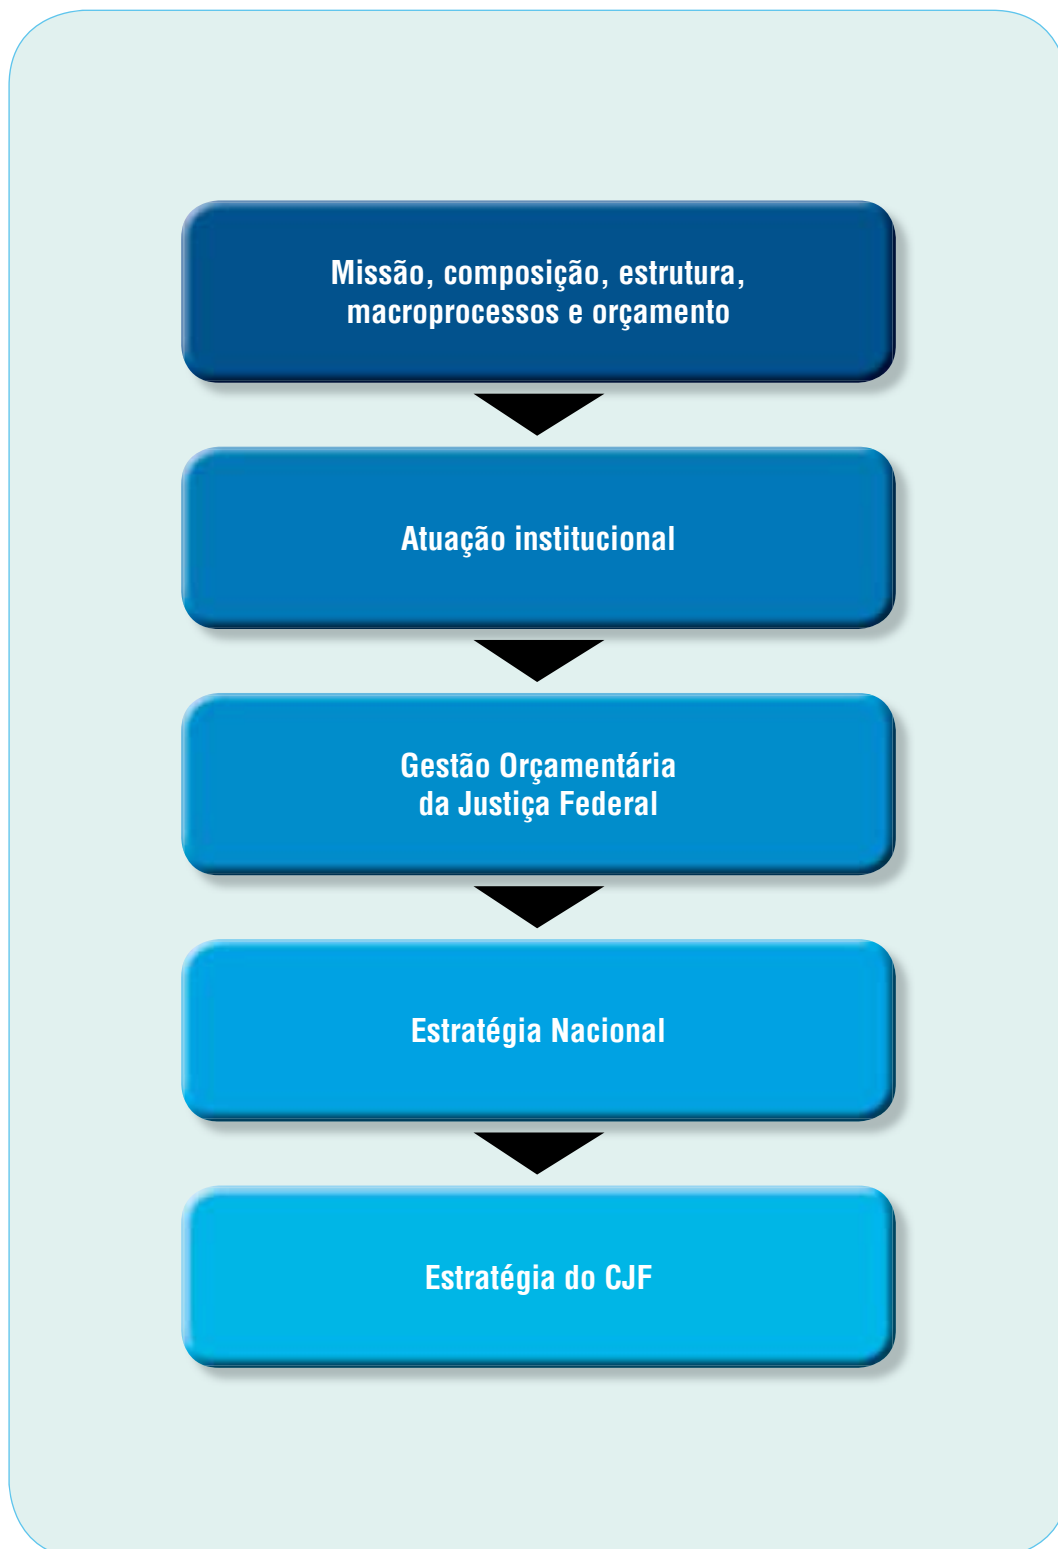 Missão, composição, estrutura,
macroprocessos e orçamento
Atuação institucional
Gestão Orçamentária
da Justiça Federal
Estratégia Nacional
Estratégia do CJF